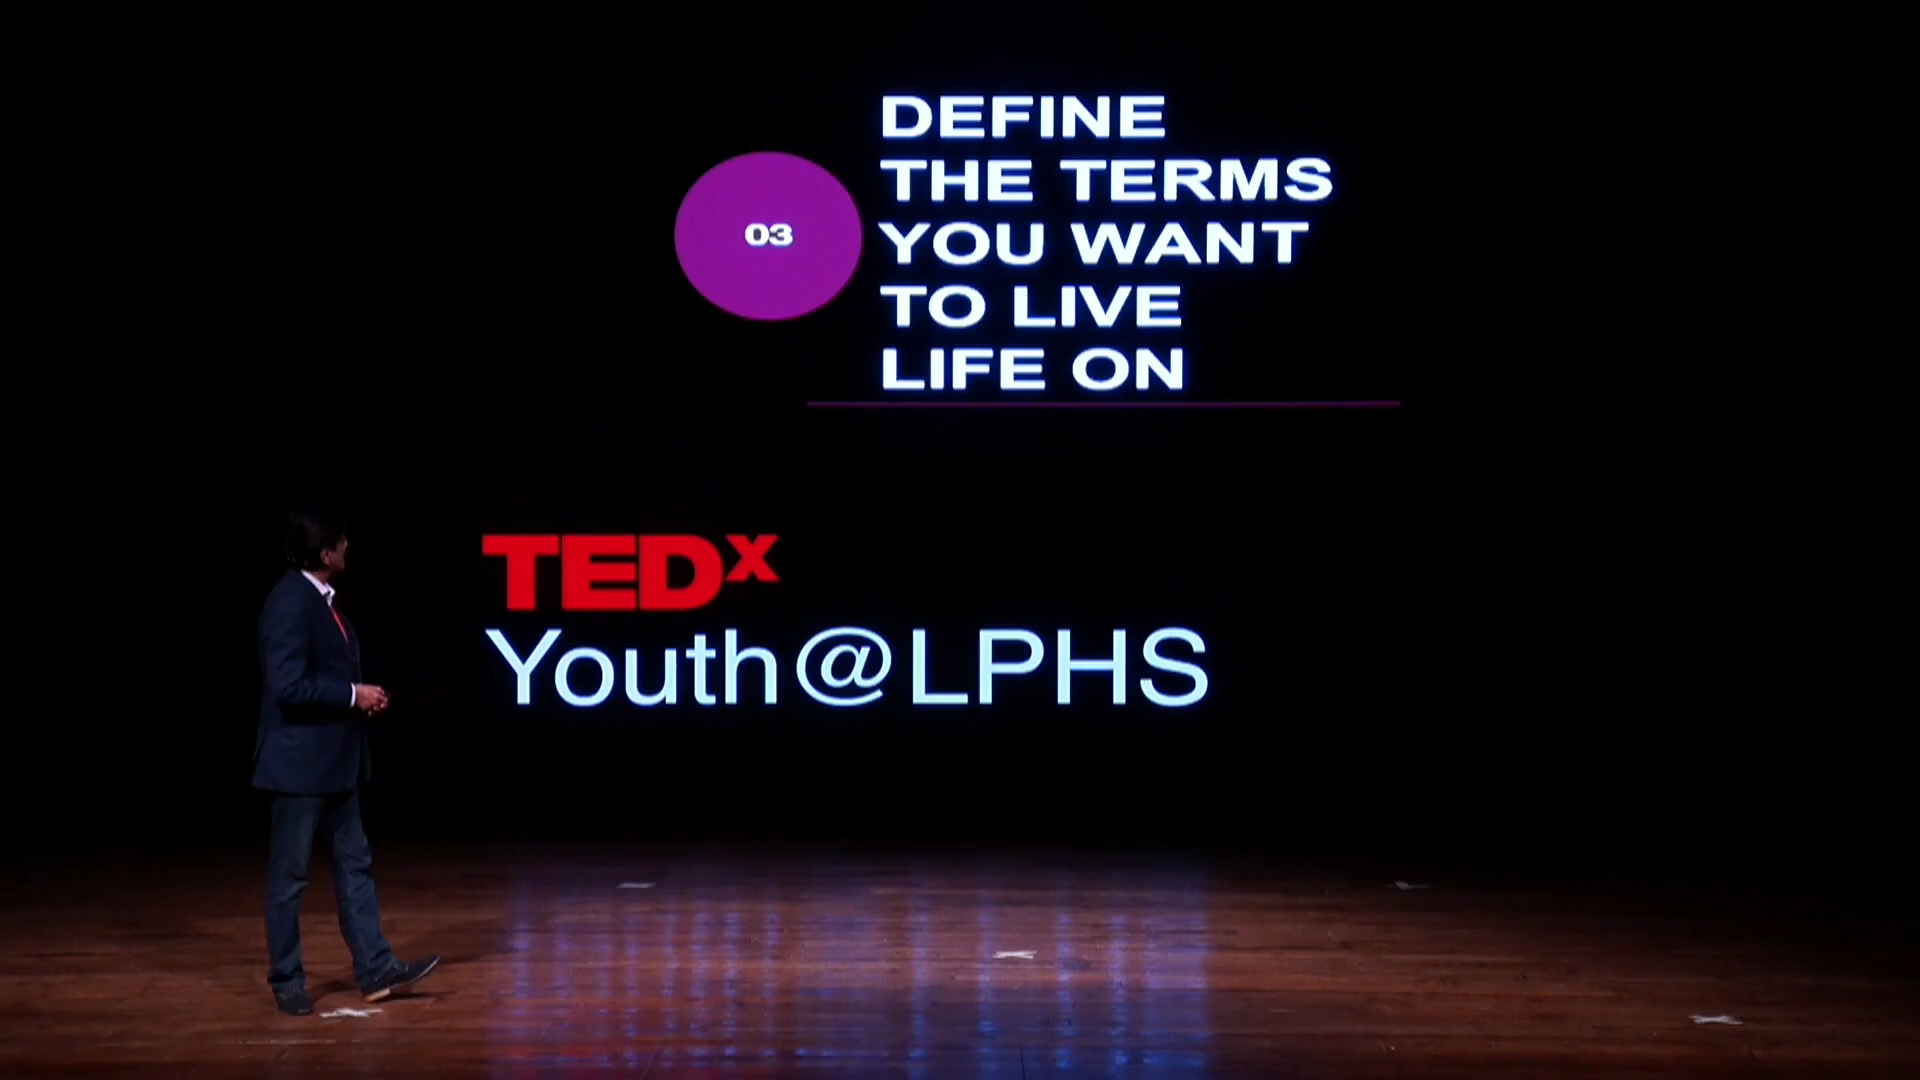 03
DEFINE
THE TERMS
YOU WANT
TO LIVE
LIFE ON
TEDx
Youth@LPHS